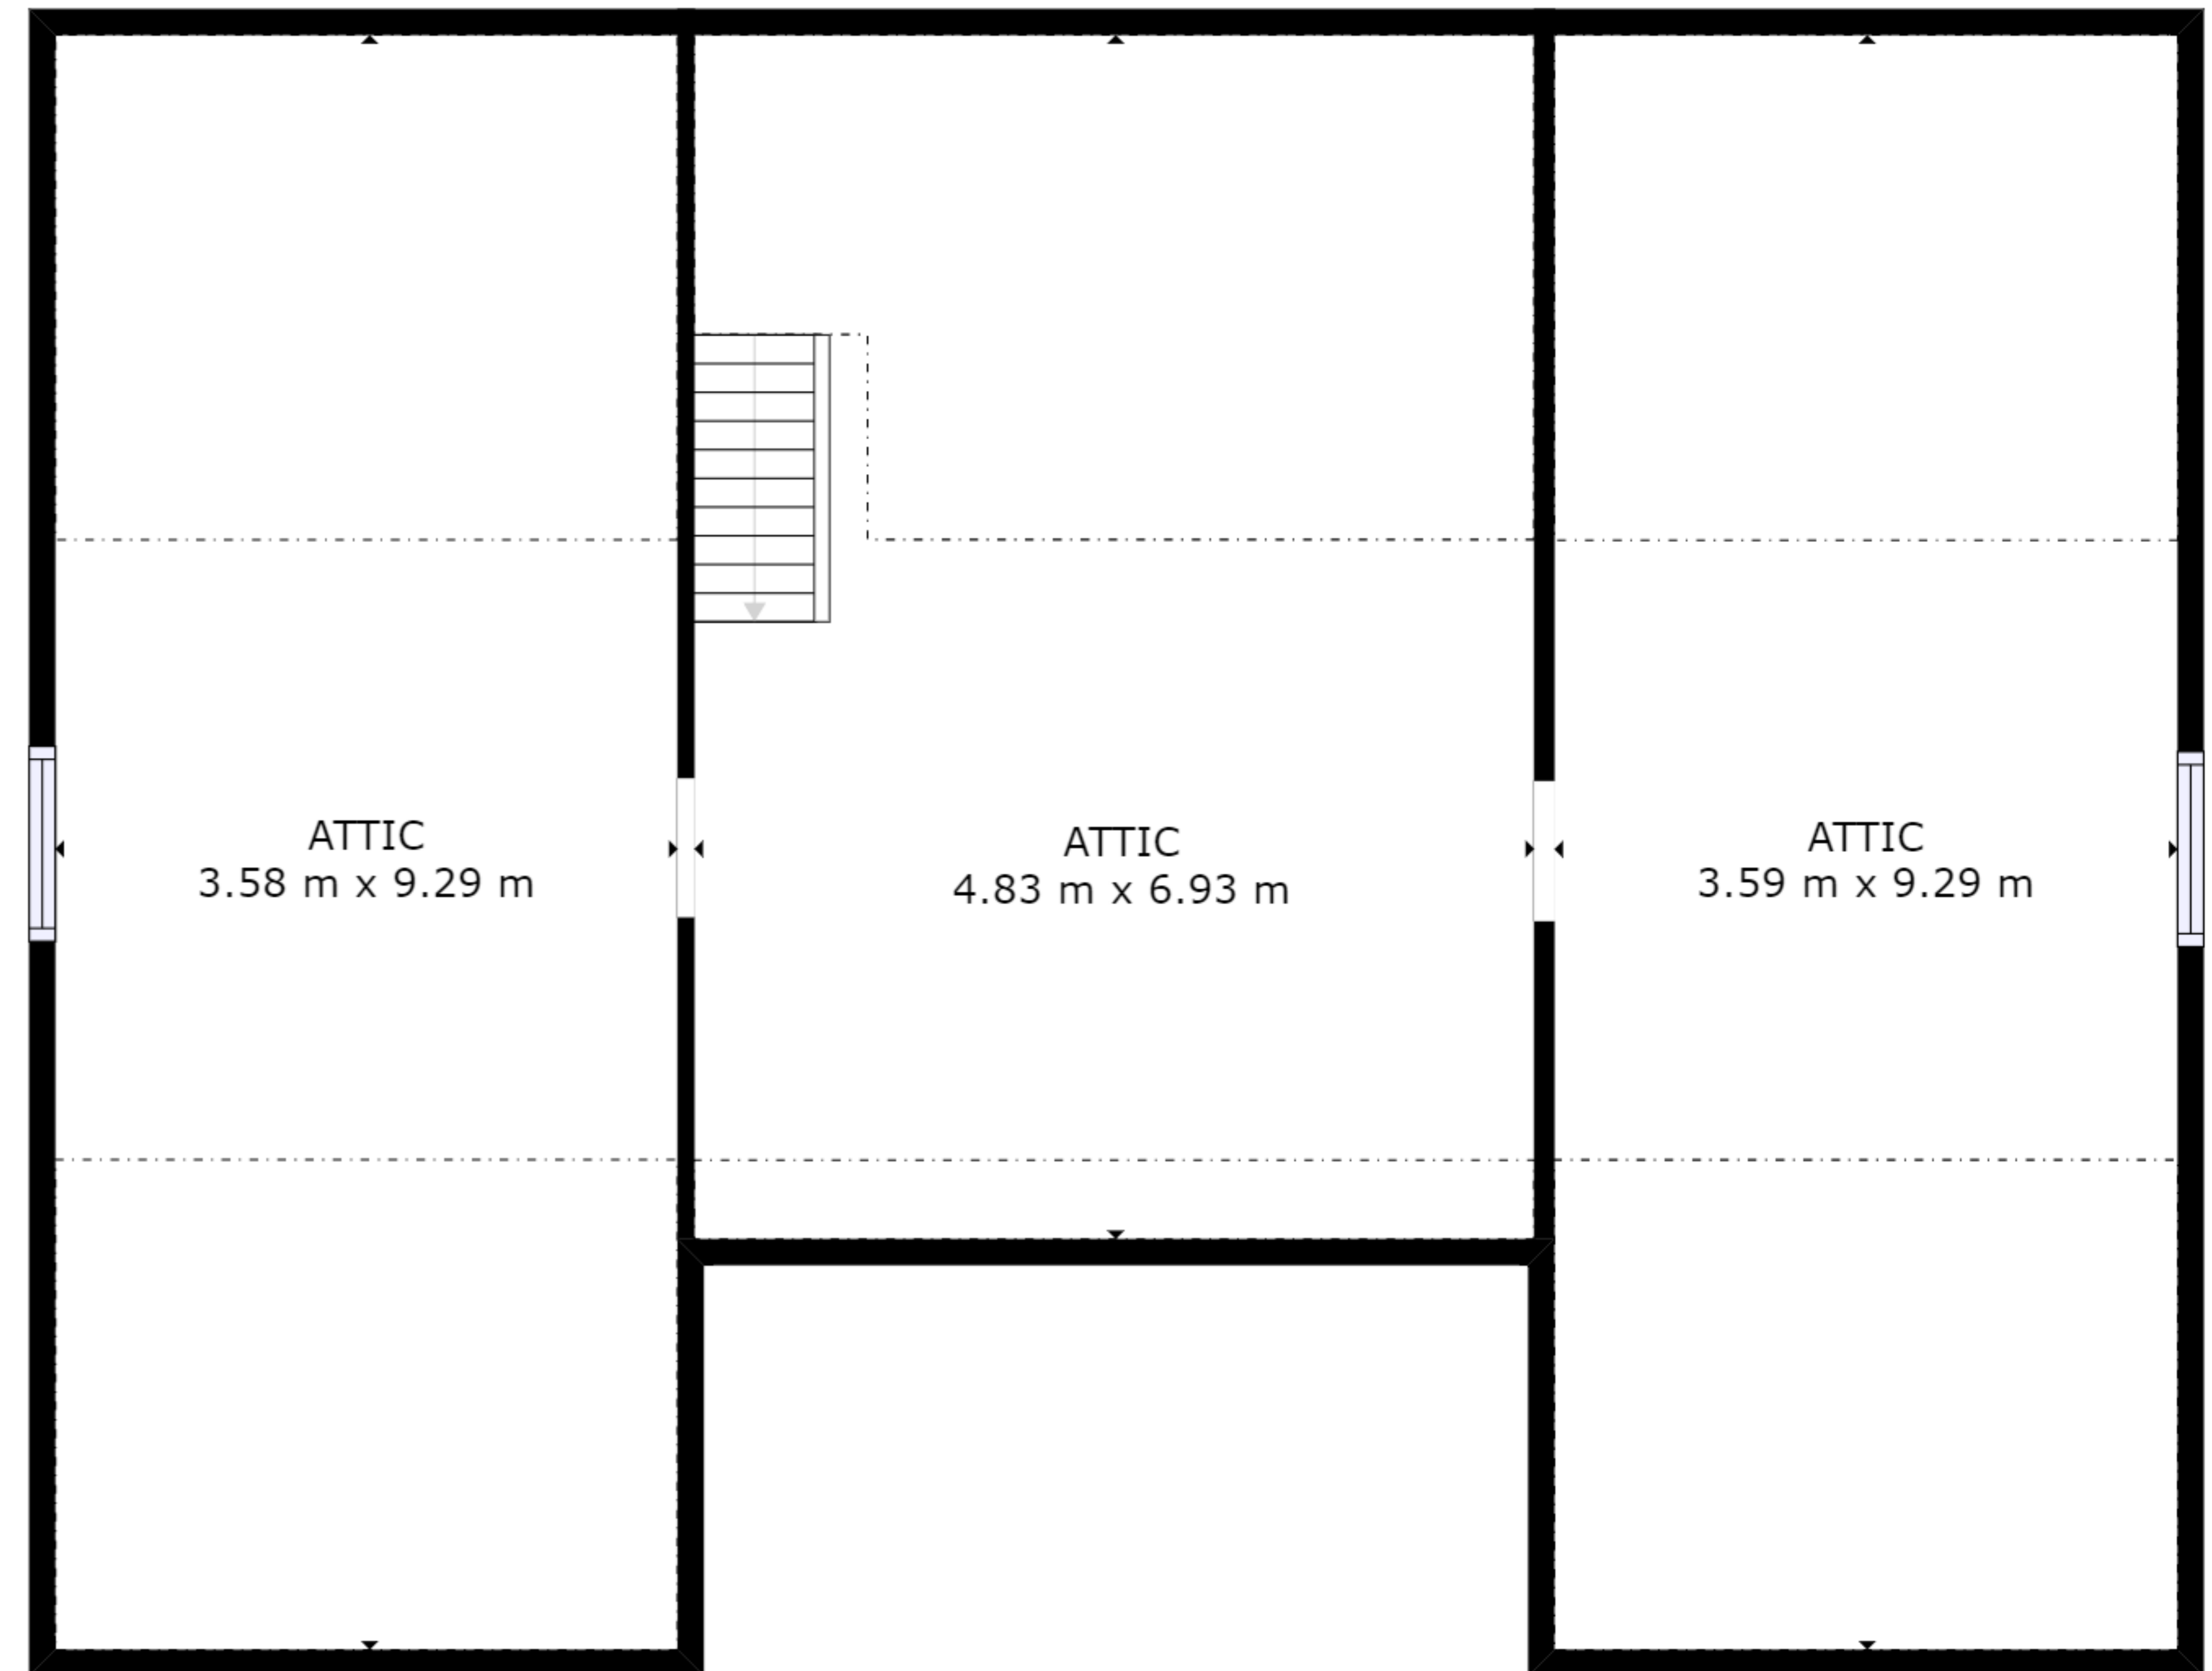 ATTIC
3.58 m x 9.29 m
ATTIC
4.83 m x 6.93 m
ATTIC
3.59 m x 9.29 m